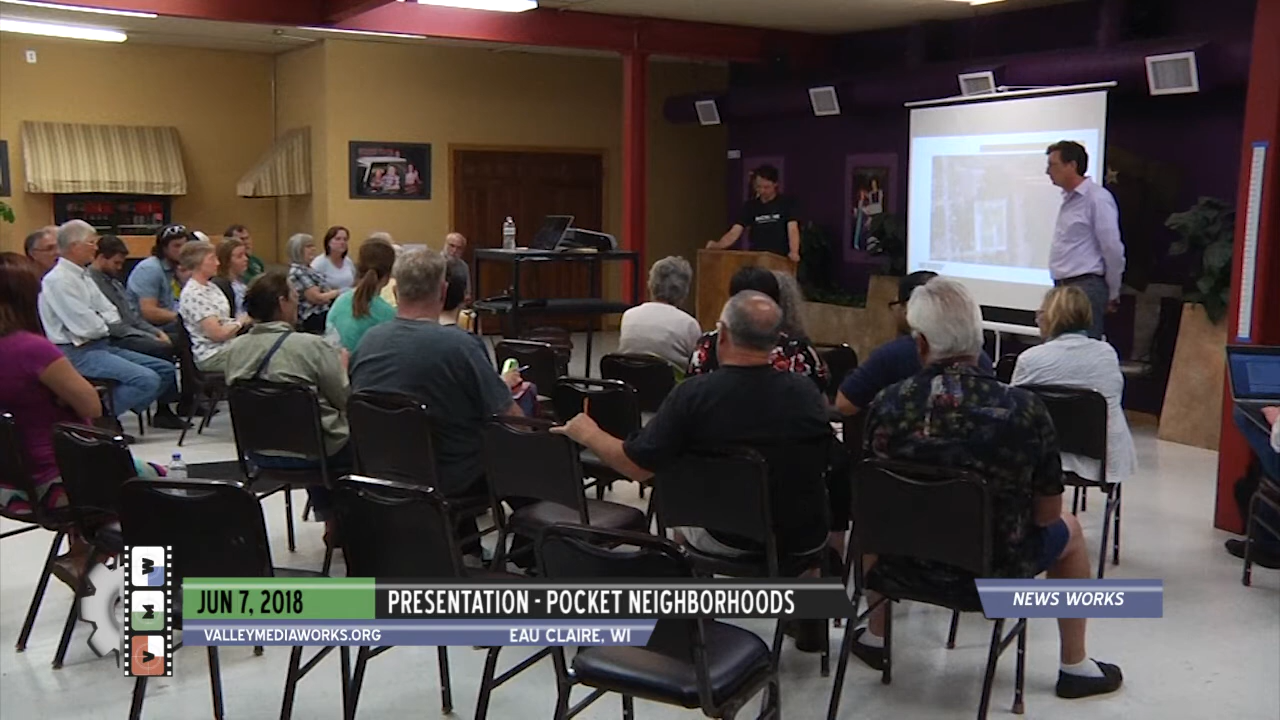 JUN 7, 2018
PRESENTATION - POCKET NEIGHBORHOODS
NEWS WORKS
VALLEYMEDIAWORKS.ORG
EAU CLAIRE, WI
V
M
W